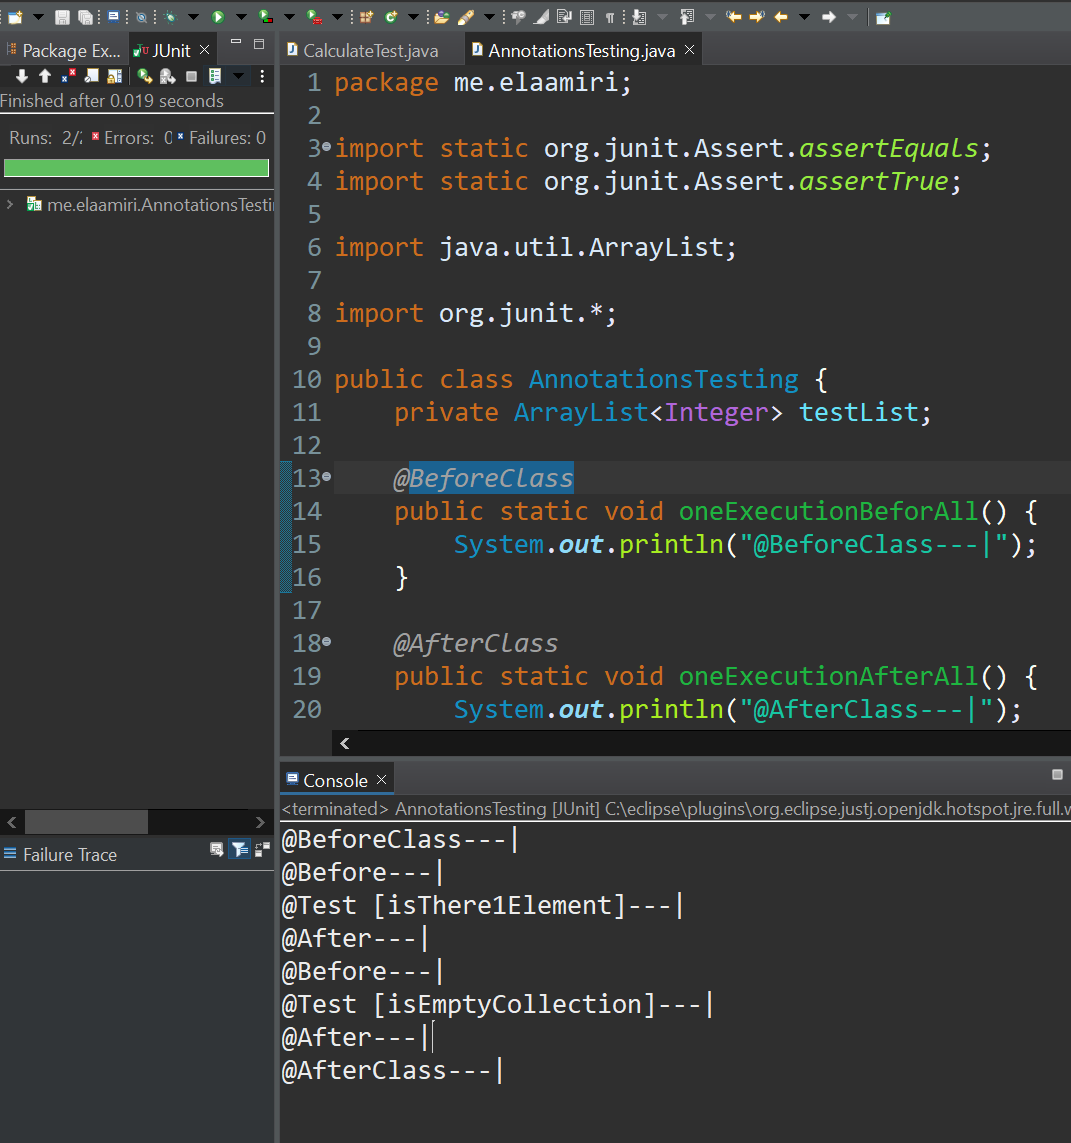 Package Ex...
JUnit
Finished after 0.019 seconds
Runs: 2/2 Errors: 0 Failures: 0
me.elaamiri.AnnotationsTesti
Failure Trace
CalculateTest.java
AnnotationsTesting.java
1 package me.elaamiri;
2
3 import static org.junit.Assert.assertEquals;
4 import static org.junit.Assert.assertTrue;
5
6 import java.util.ArrayList;
7
8 import org.junit.*;
9
10 public class AnnotationsTesting {
11 private ArrayList<Integer> testList;
12
13 @BeforeClass
14 public static void oneExecutionBeforAll() {
15 System.out.println("@BeforeClass---|");
16 }
17
18 @AfterClass
19 public static void oneExecutionAfterAll() {
20 System.out.println("@AfterClass---|");
Console
<terminated> AnnotationsTesting [JUnit] C:\eclipse\plugins\org.eclipse.justj.openjdk.hotspot.jre.full.w
@BeforeClass---|
@Before---|
@Test [isThere1Element]---|
@After---|
@Before---|
@Test [isEmptyCollection]---|
@After---|
@AfterClass---|